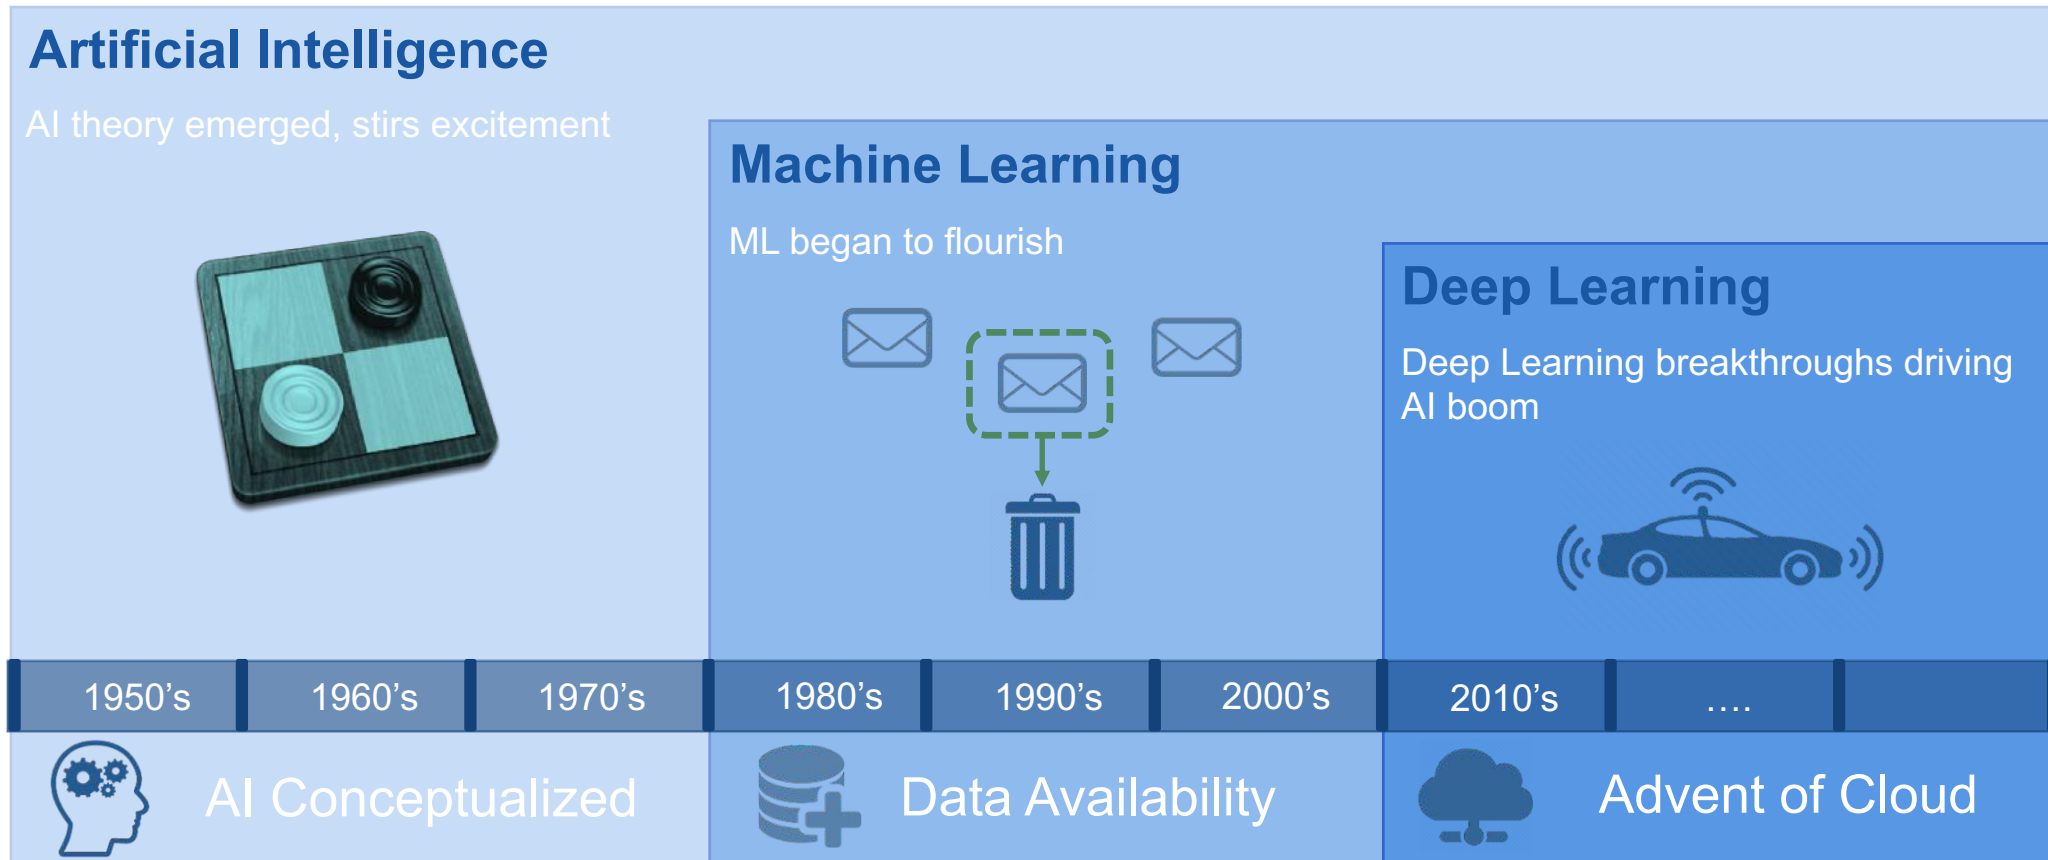 Artificial Intelligence
AI theory emerged, stirs excitement
Machine Learning
ML began to flourish
Deep Learning
Deep Learning breakthroughs driving
AI boom
1950’s
1960’s
1970’s
1980’s
1990’s
2000’s
2010’s
….
AI Conceptualized
Data Availability
Advent of Cloud